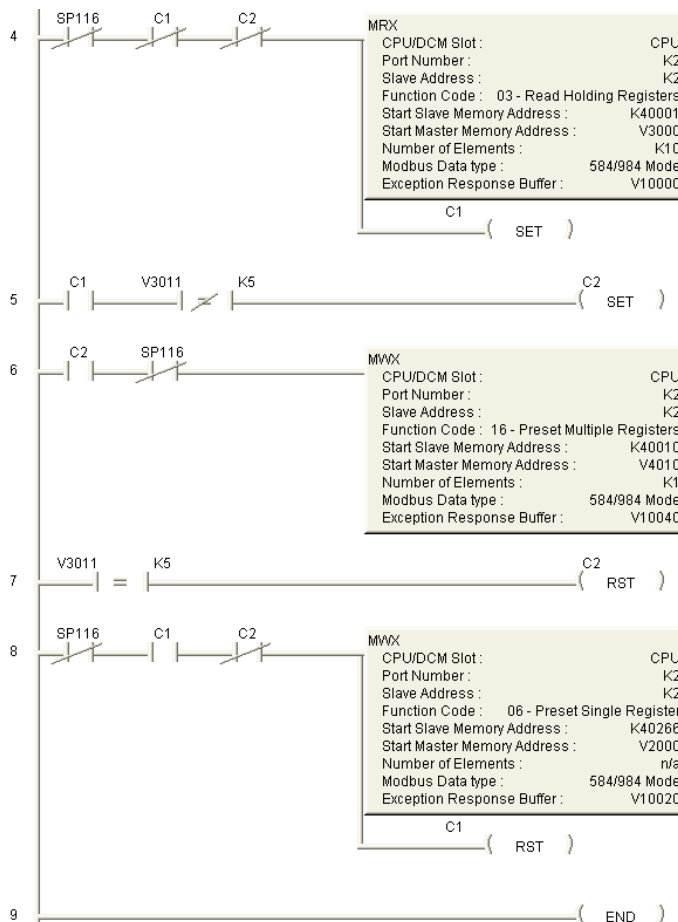 4 SP116 C1 C2
MRX
CPU/DCM Slot : CPU
Port Number : K2
Slave Address : K2
Function Code : 03 - Read Holding Registers
Start Slave Memory Address : K40001
Start Master Memory Address : V3000
Number of Elements : K10
Modbus Data type : 584/984 Mode
Exception Response Buffer : V10000
C1
( SET )
5 C1 V3011 ≠ K5 C2
( SET )
6 C2 SP116
MWX
CPU/DCM Slot : CPU
Port Number : K2
Slave Address : K2
Function Code : 16 - Preset Multiple Registers
Start Slave Memory Address : K40010
Start Master Memory Address : V4010
Number of Elements : K1
Modbus Data type : 584/984 Mode
Exception Response Buffer : V10040
7 V3011 = K5 C2
( RST )
8 SP116 C1 C2
MWX
CPU/DCM Slot : CPU
Port Number : K2
Slave Address : K2
Function Code : 06 - Preset Single Register
Start Slave Memory Address : K40266
Start Master Memory Address : V2000
Number of Elements : n/a
Modbus Data type : 584/984 Mode
Exception Response Buffer : V10020
C1
( RST )
9 ( END )